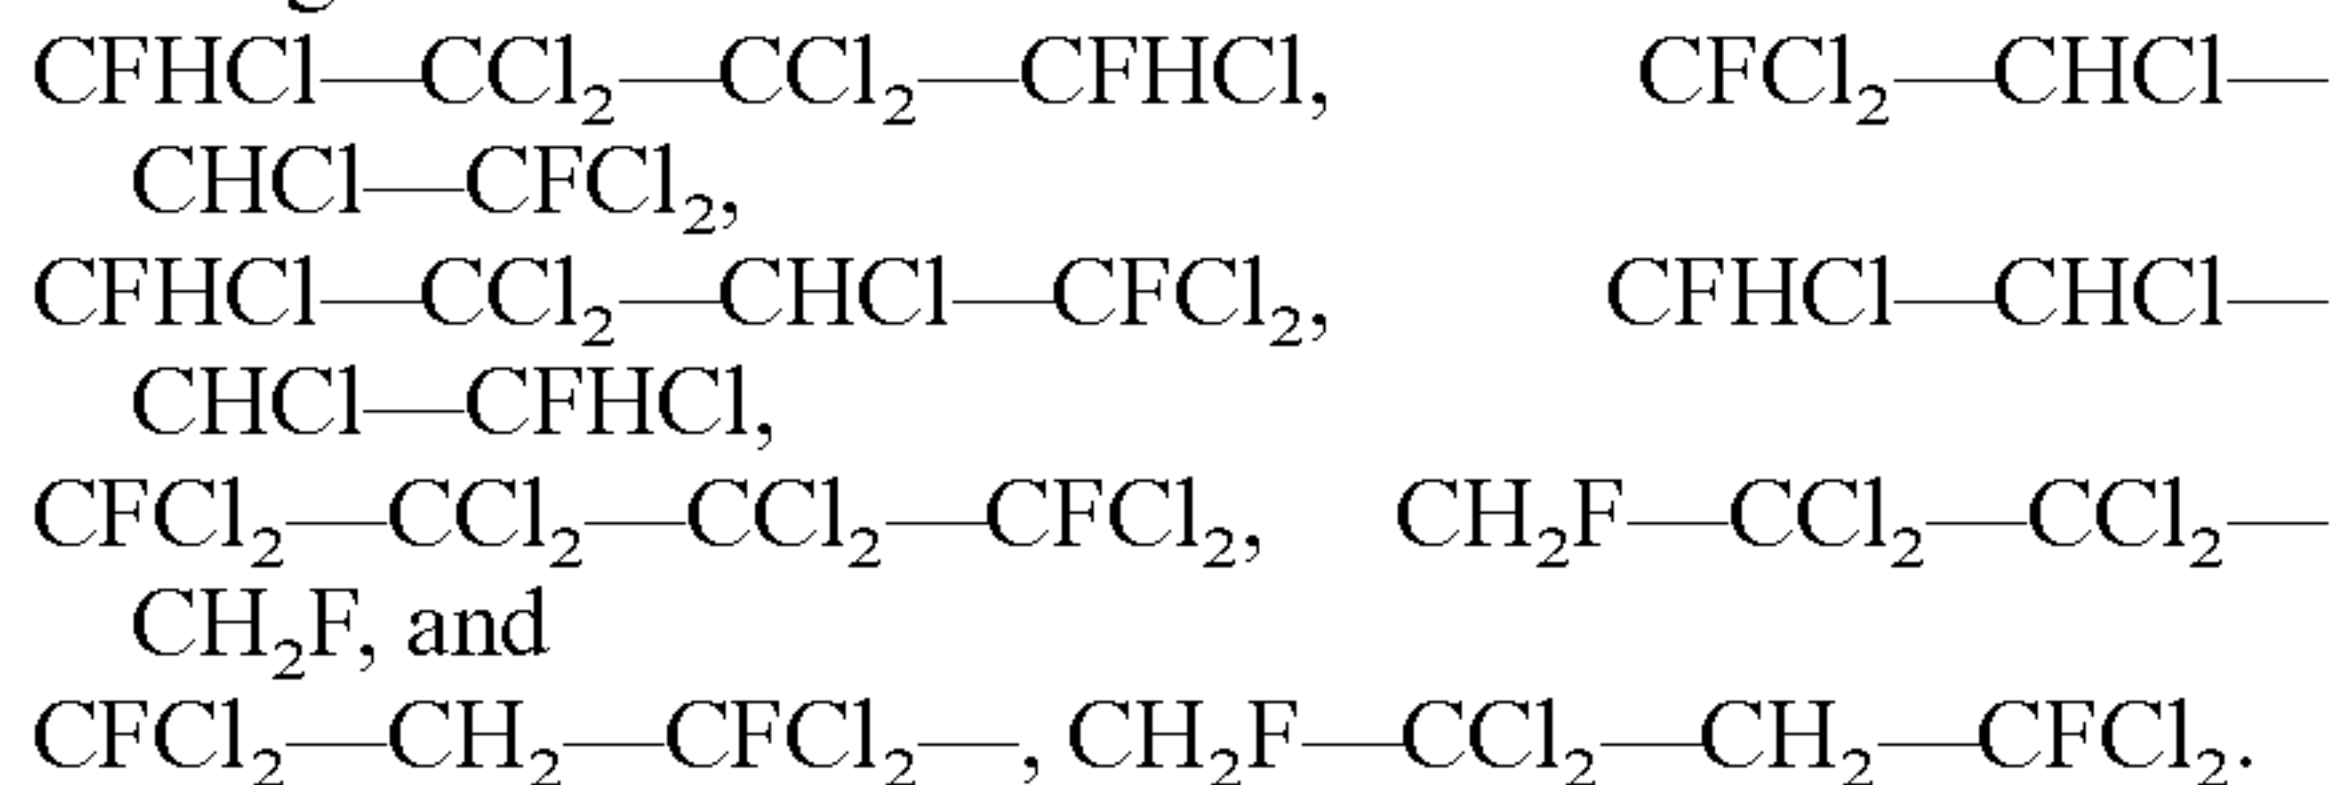 CFHCl—CCl₂—CCl₂—CFHCl, CFCl₂—CHCl—
CHCl—CFCl₂,
CFHCl—CCl₂—CHCl—CFCl₂, CFHCl—CHCl—
CHCl—CFHCl,
CFCl₂—CCl₂—CCl₂—CFCl₂, CH₂F—CCl₂—CCl₂—
CH₂F, and
CFCl₂—CH₂—CFCl₂—, CH₂F—CCl₂—CH₂—CFCl₂.